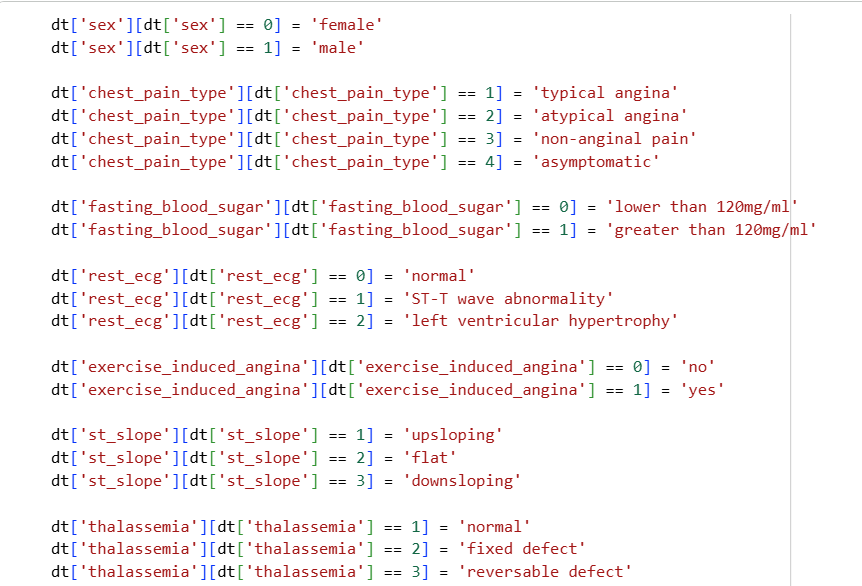 dt['sex'][dt['sex'] == 0] = 'female'
dt['sex'][dt['sex'] == 1] = 'male'
dt['chest_pain_type'][dt['chest_pain_type'] == 1] = 'typical angina'
dt['chest_pain_type'][dt['chest_pain_type'] == 2] = 'atypical angina'
dt['chest_pain_type'][dt['chest_pain_type'] == 3] = 'non-anginal pain'
dt['chest_pain_type'][dt['chest_pain_type'] == 4] = 'asymptomatic'
dt['fasting_blood_sugar'][dt['fasting_blood_sugar'] == 0] = 'lower than 120mg/ml'
dt['fasting_blood_sugar'][dt['fasting_blood_sugar'] == 1] = 'greater than 120mg/ml'
dt['rest_ecg'][dt['rest_ecg'] == 0] = 'normal'
dt['rest_ecg'][dt['rest_ecg'] == 1] = 'ST-T wave abnormality'
dt['rest_ecg'][dt['rest_ecg'] == 2] = 'left ventricular hypertrophy'
dt['exercise_induced_angina'][dt['exercise_induced_angina'] == 0] = 'no'
dt['exercise_induced_angina'][dt['exercise_induced_angina'] == 1] = 'yes'
dt['st_slope'][dt['st_slope'] == 1] = 'upsloping'
dt['st_slope'][dt['st_slope'] == 2] = 'flat'
dt['st_slope'][dt['st_slope'] == 3] = 'downsloping'
dt['thalassemia'][dt['thalassemia'] == 1] = 'normal'
dt['thalassemia'][dt['thalassemia'] == 2] = 'fixed defect'
dt['thalassemia'][dt['thalassemia'] == 3] = 'reversable defect'